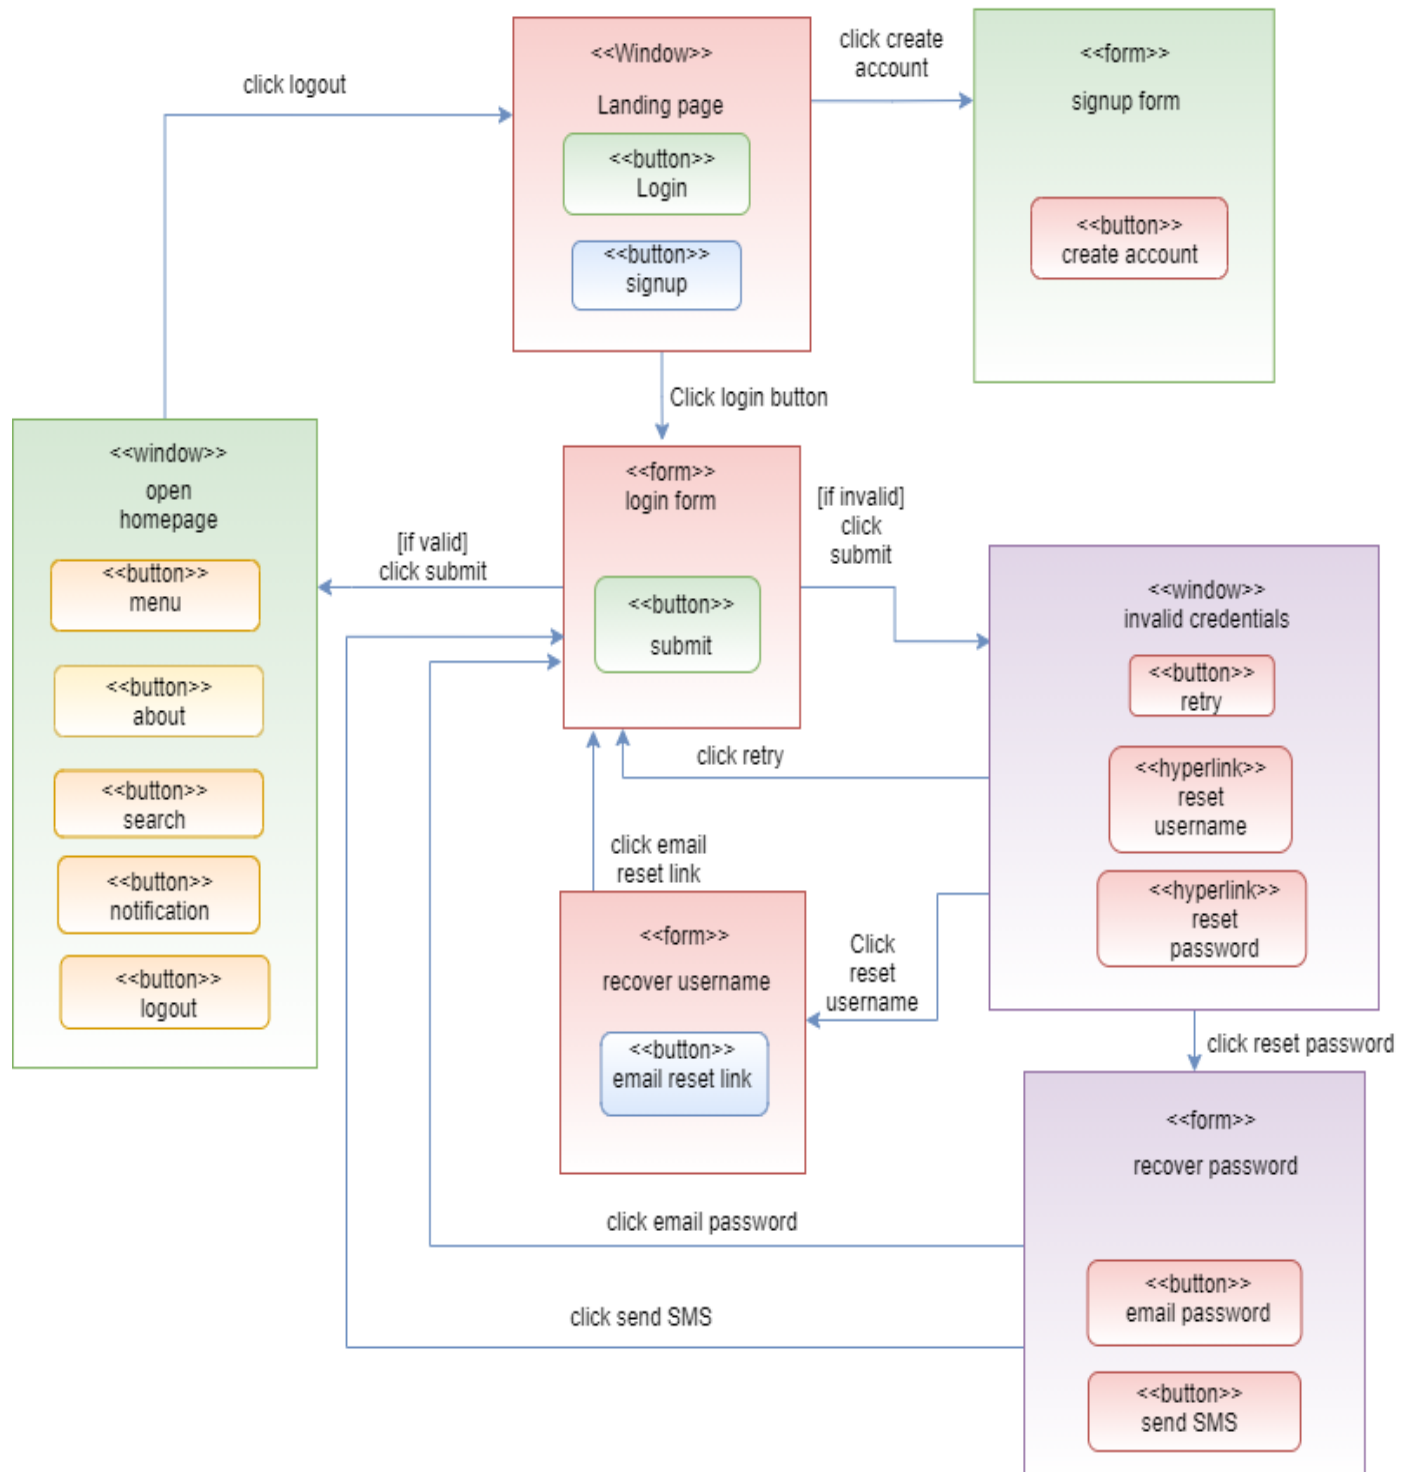 <<Window>>
Landing page
<<button>>
Login
<<button>>
signup
click create
account
<<form>>
signup form
<<button>>
create account
click logout
Click login button
<<window>>
open
homepage
<<button>>
menu
<<button>>
about
<<button>>
search
<<button>>
notification
<<button>>
logout
[if valid]
click submit
<<form>>
login form
<<button>>
submit
[if invalid]
click
submit
<<window>>
invalid credentials
<<button>>
retry
<<hyperlink>>
reset
username
<<hyperlink>>
reset
password
click retry
click email
reset link
<<form>>
recover username
<<button>>
email reset link
Click
reset
username
click reset password
<<form>>
recover password
<<button>>
email password
<<button>>
send SMS
click email password
click send SMS